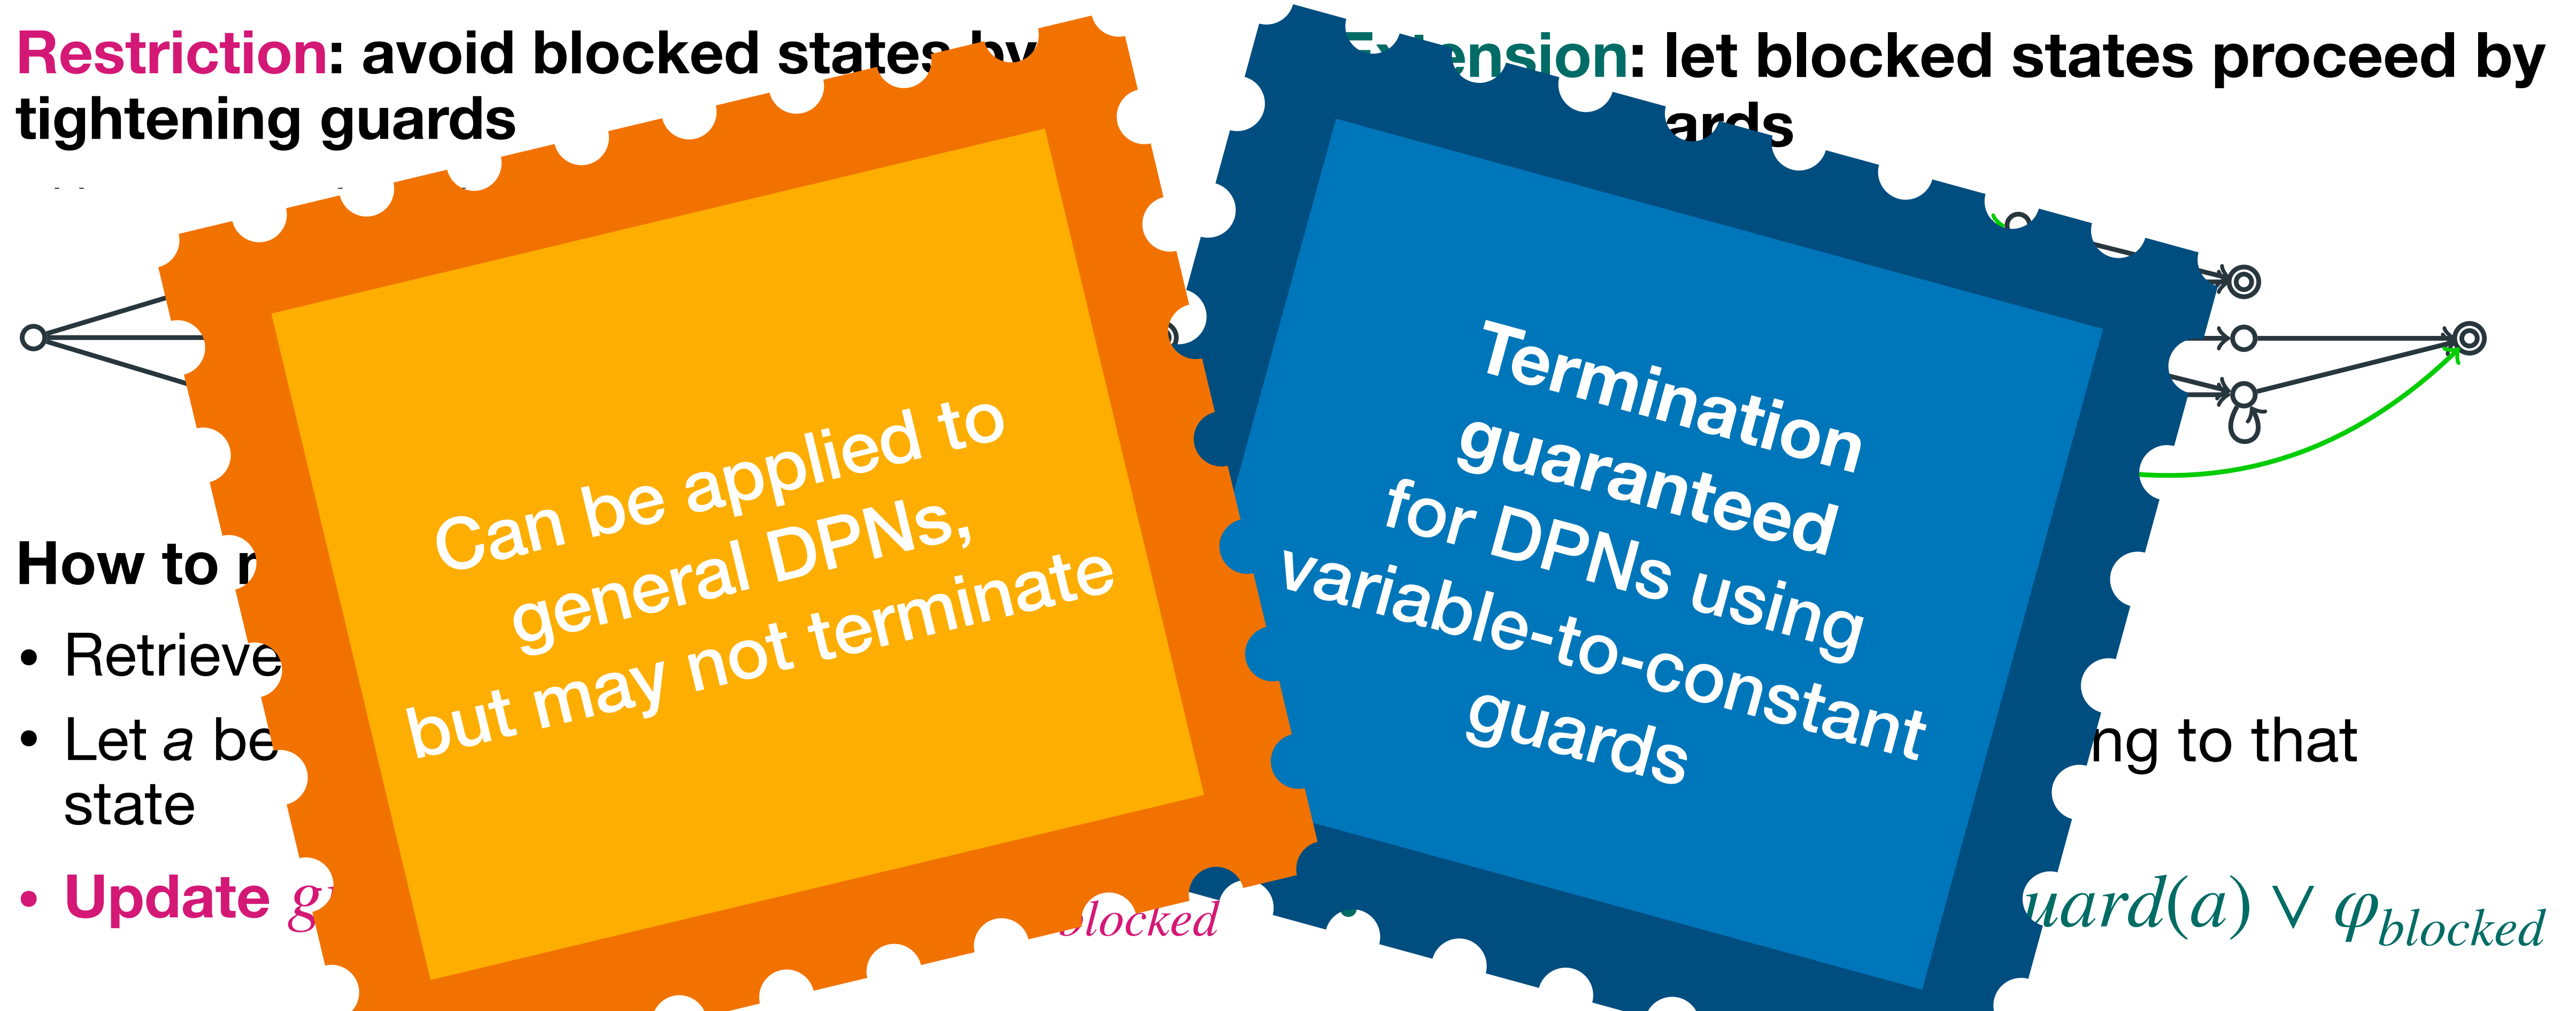 Restriction: avoid blocked states by
tightening guards
: let blocked states proceed by
Can be applied to
general DPNs,
but may not terminate
Termination
guaranteed
for DPNs using
variable-to-constant
guards
How to
Retrieve
• Let a be
state
to that
• Update
blocked
(a) ∨ φblocked